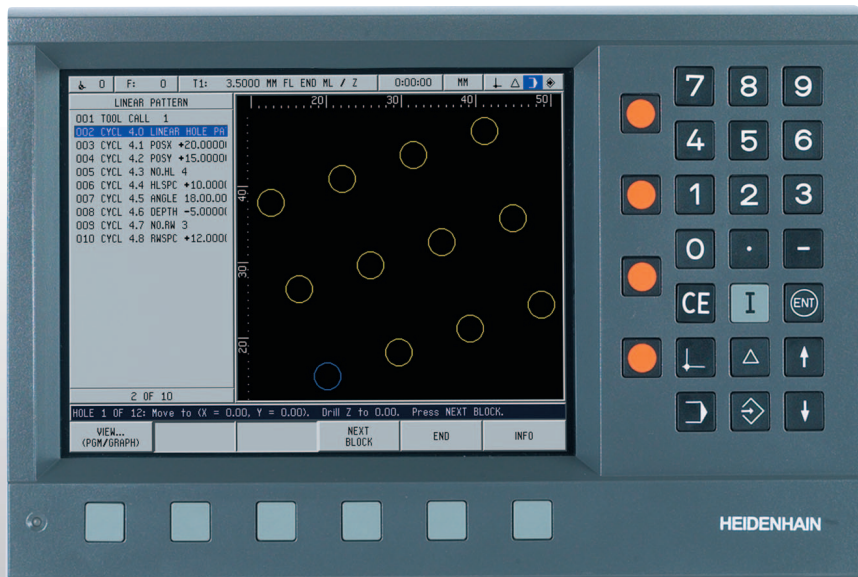 0 F: 0 T1: 3.5000 MM FL END ML / Z 0:00:00 MM
LINEAR PATTERN
001 TOOL CALL 1
002 CYCL 4.0 LINEAR HOLE PA
003 CYCL 4.1 POSX +20.0000
004 CYCL 4.2 POSY +15.0000
005 CYCL 4.3 NO.HL 4
006 CYCL 4.4 HLSPC +10.0000
007 CYCL 4.5 ANGLE 18.00.00
008 CYCL 4.6 DEPTH -5.0000
009 CYCL 4.7 NO.RW 3
010 CYCL 4.8 RWSPC +12.0000
2 OF 10
20 30 40 50
40
30
20
HOLE 1 OF 12: Move to (X = 0.00, Y = 0.00). Drill Z to 0.00. Press NEXT BLOCK.
VIEW...
(PGM/GRAPH)
NEXT
BLOCK
END
INFO
7 8 9
4 5 6
1 2 3
0 . -
CE I ENT
HEIDENHAIN